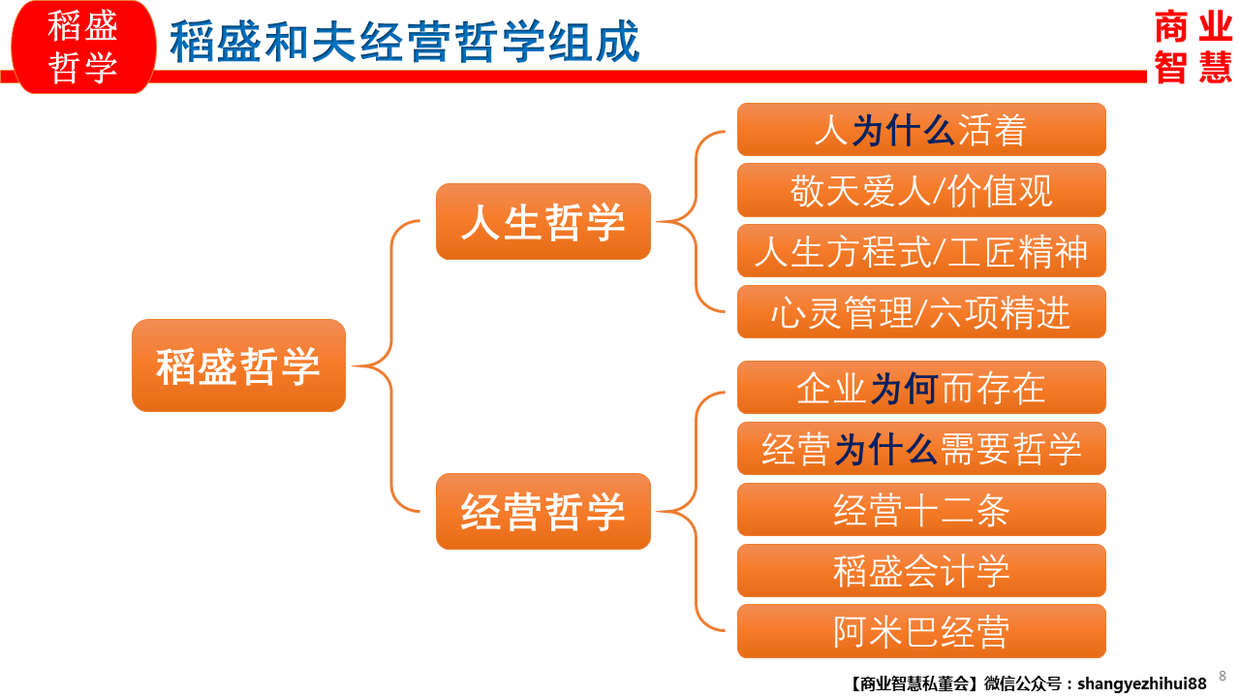 稻盛
哲学
稻盛和夫经营哲学组成
商业
智慧
人为什么活着
敬天爱人/价值观
人生哲学
人生方程式/工匠精神
心灵管理/六项精进
稻盛哲学
企业为何而存在
经营为什么需要哲学
经营哲学
经营十二条
稻盛会计学
阿米巴经营
【商业智慧私董会】微信公众号：shangyezhihui88
8